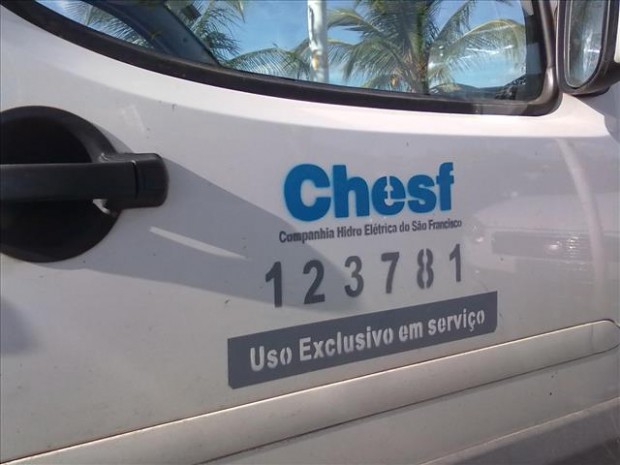 Chesf
Companhia Hidro Elétrica do São Francisco
123781
Uso Exclusivo em serviço